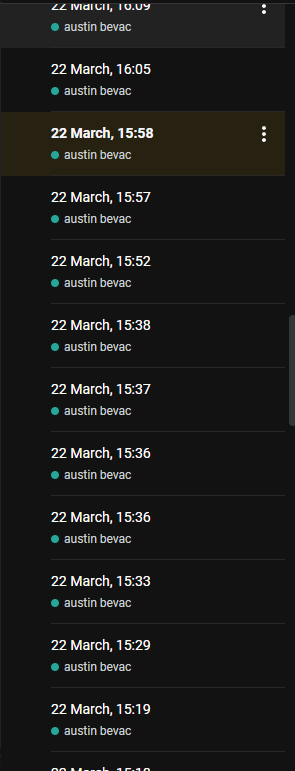 22 March, 16:09
austin bevac
22 March, 16:05
austin bevac
22 March, 15:58
austin bevac
22 March, 15:57
austin bevac
22 March, 15:52
austin bevac
22 March, 15:38
austin bevac
22 March, 15:37
austin bevac
22 March, 15:36
austin bevac
22 March, 15:36
austin bevac
22 March, 15:33
austin bevac
22 March, 15:29
austin bevac
22 March, 15:19
austin bevac